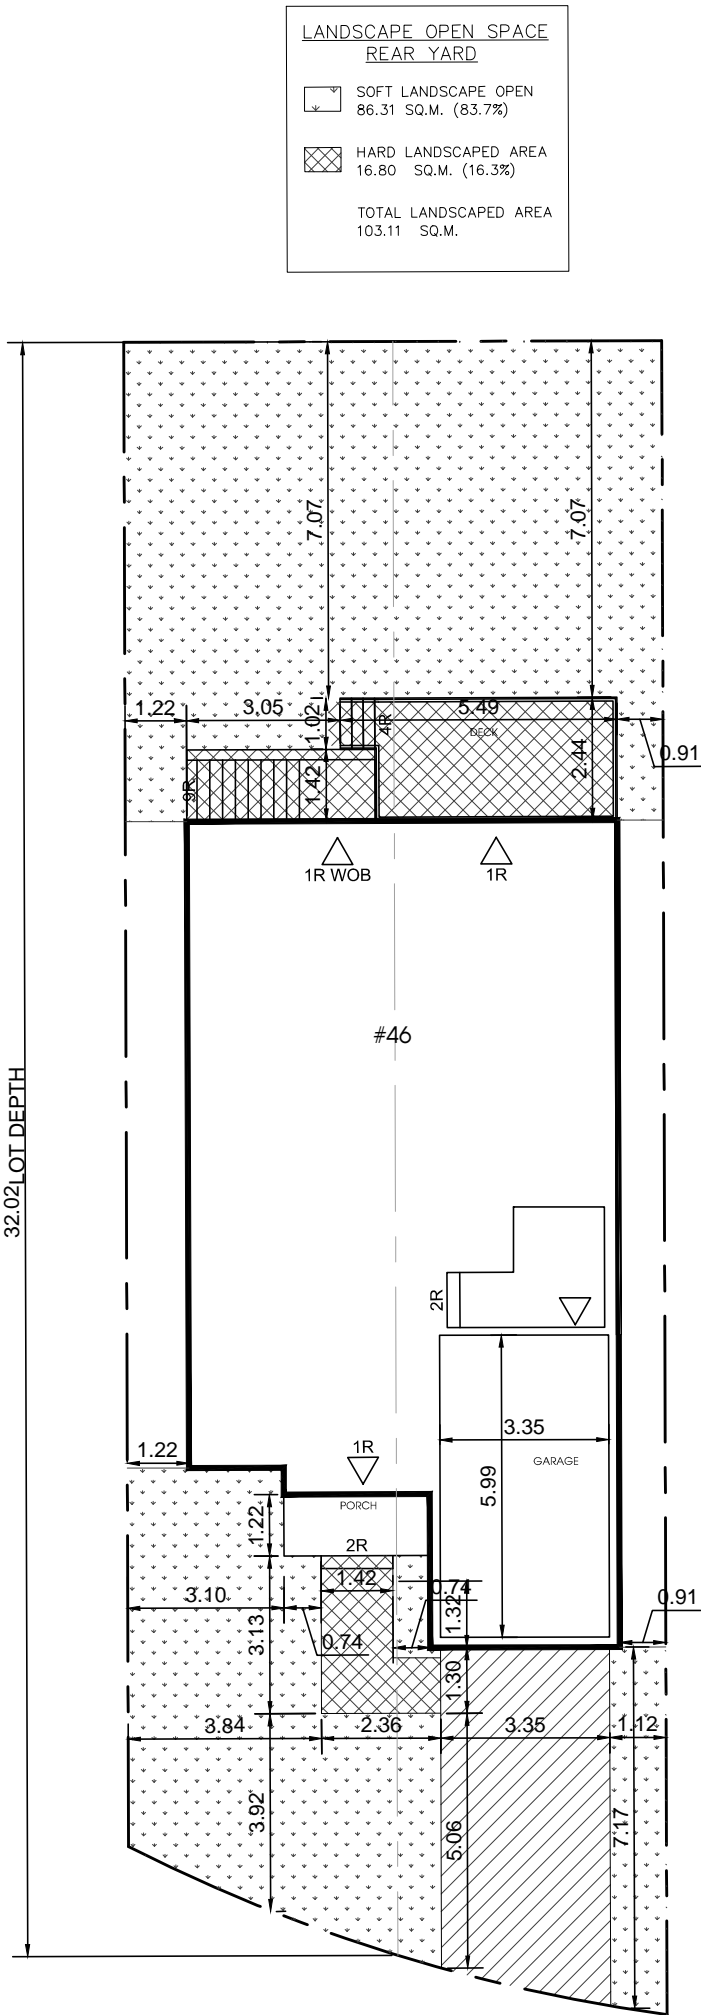 LANDSCAPE OPEN SPACE
REAR YARD
SOFT LANDSCAPE OPEN
86.31 SQ.M. (83.7%)
HARD LANDSCAPED AREA
16.80 SQ.M. (16.3%)
TOTAL LANDSCAPED AREA
103.11 SQ.M.
7.07
7.07
1.22
3.05
1.02
4R
5.49
DECK
0.91
9R
1.42
2.44
1R WOB
1R
#46
32.02 LOT DEPTH
2R
3.35
GARAGE
5.99
1.22
1R
PORCH
1.22
2R
1.42
0.74
1.32
3.10
0.91
3.13
0.74
1.30
3.84
2.36
3.35
1.12
3.92
5.06
7.17